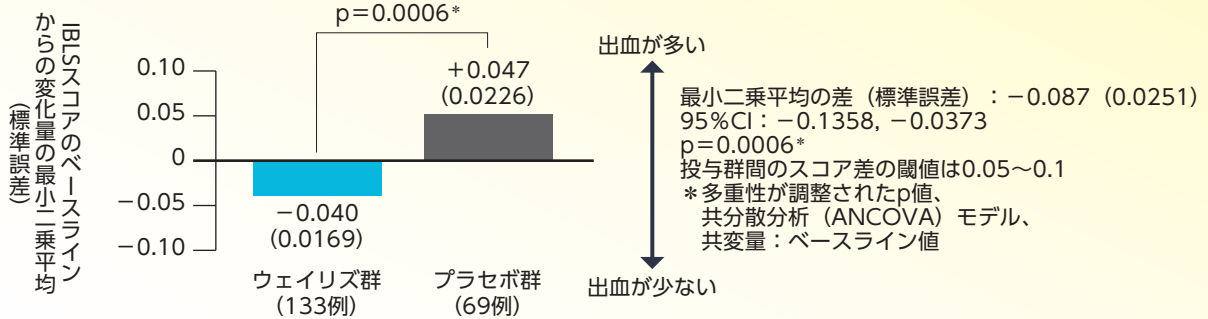 IBLSスコアのベースライン
からの変化量の最小二乗平均
(標準誤差)
p=0.0006*
0.10
0.05
0
−0.05
−0.10
+0.047
(0.0226)
−0.040
(0.0169)
ウェイリズ群
(133例)
プラセボ群
(69例)
出血が多い
出血が少ない
最小二乗平均の差(標準誤差):−0.087(0.0251)
95%CI:−0.1358, −0.0373
p=0.0006*
投与群間のスコア差の閾値は0.05〜0.1
*多重性が調整されたp値、
共分散分析(ANCOVA)モデル、
共変量:ベースライン値